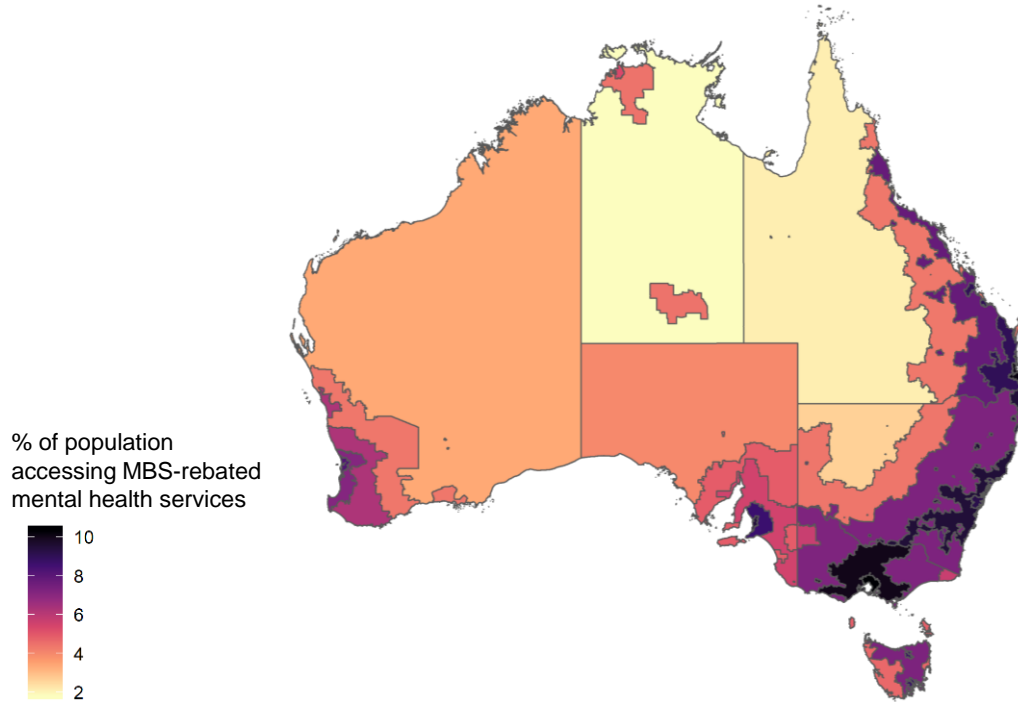 % of population
accessing MBS-rebated
mental health services
10
8
6
4
2